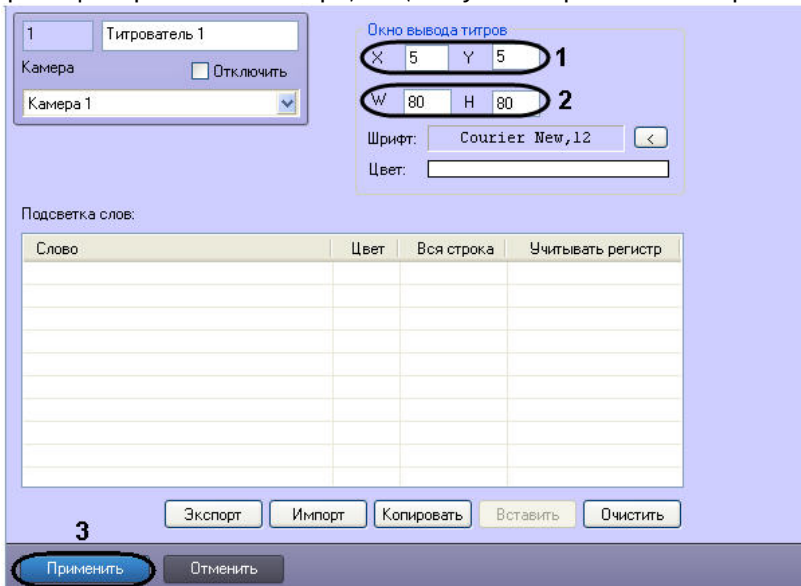 1 Титрователь 1
Окно вывода титров
X 5 Y 5 1
Камера Отключить
Камера 1
W 80 H 80 2
Шрифт: Courier New,12 <
Цвет:
Подсветка слов:
Слово Цвет Вся строка Учитывать регистр
Экспорт Импорт Копировать Вставить Очистить
3
Применить Отменить